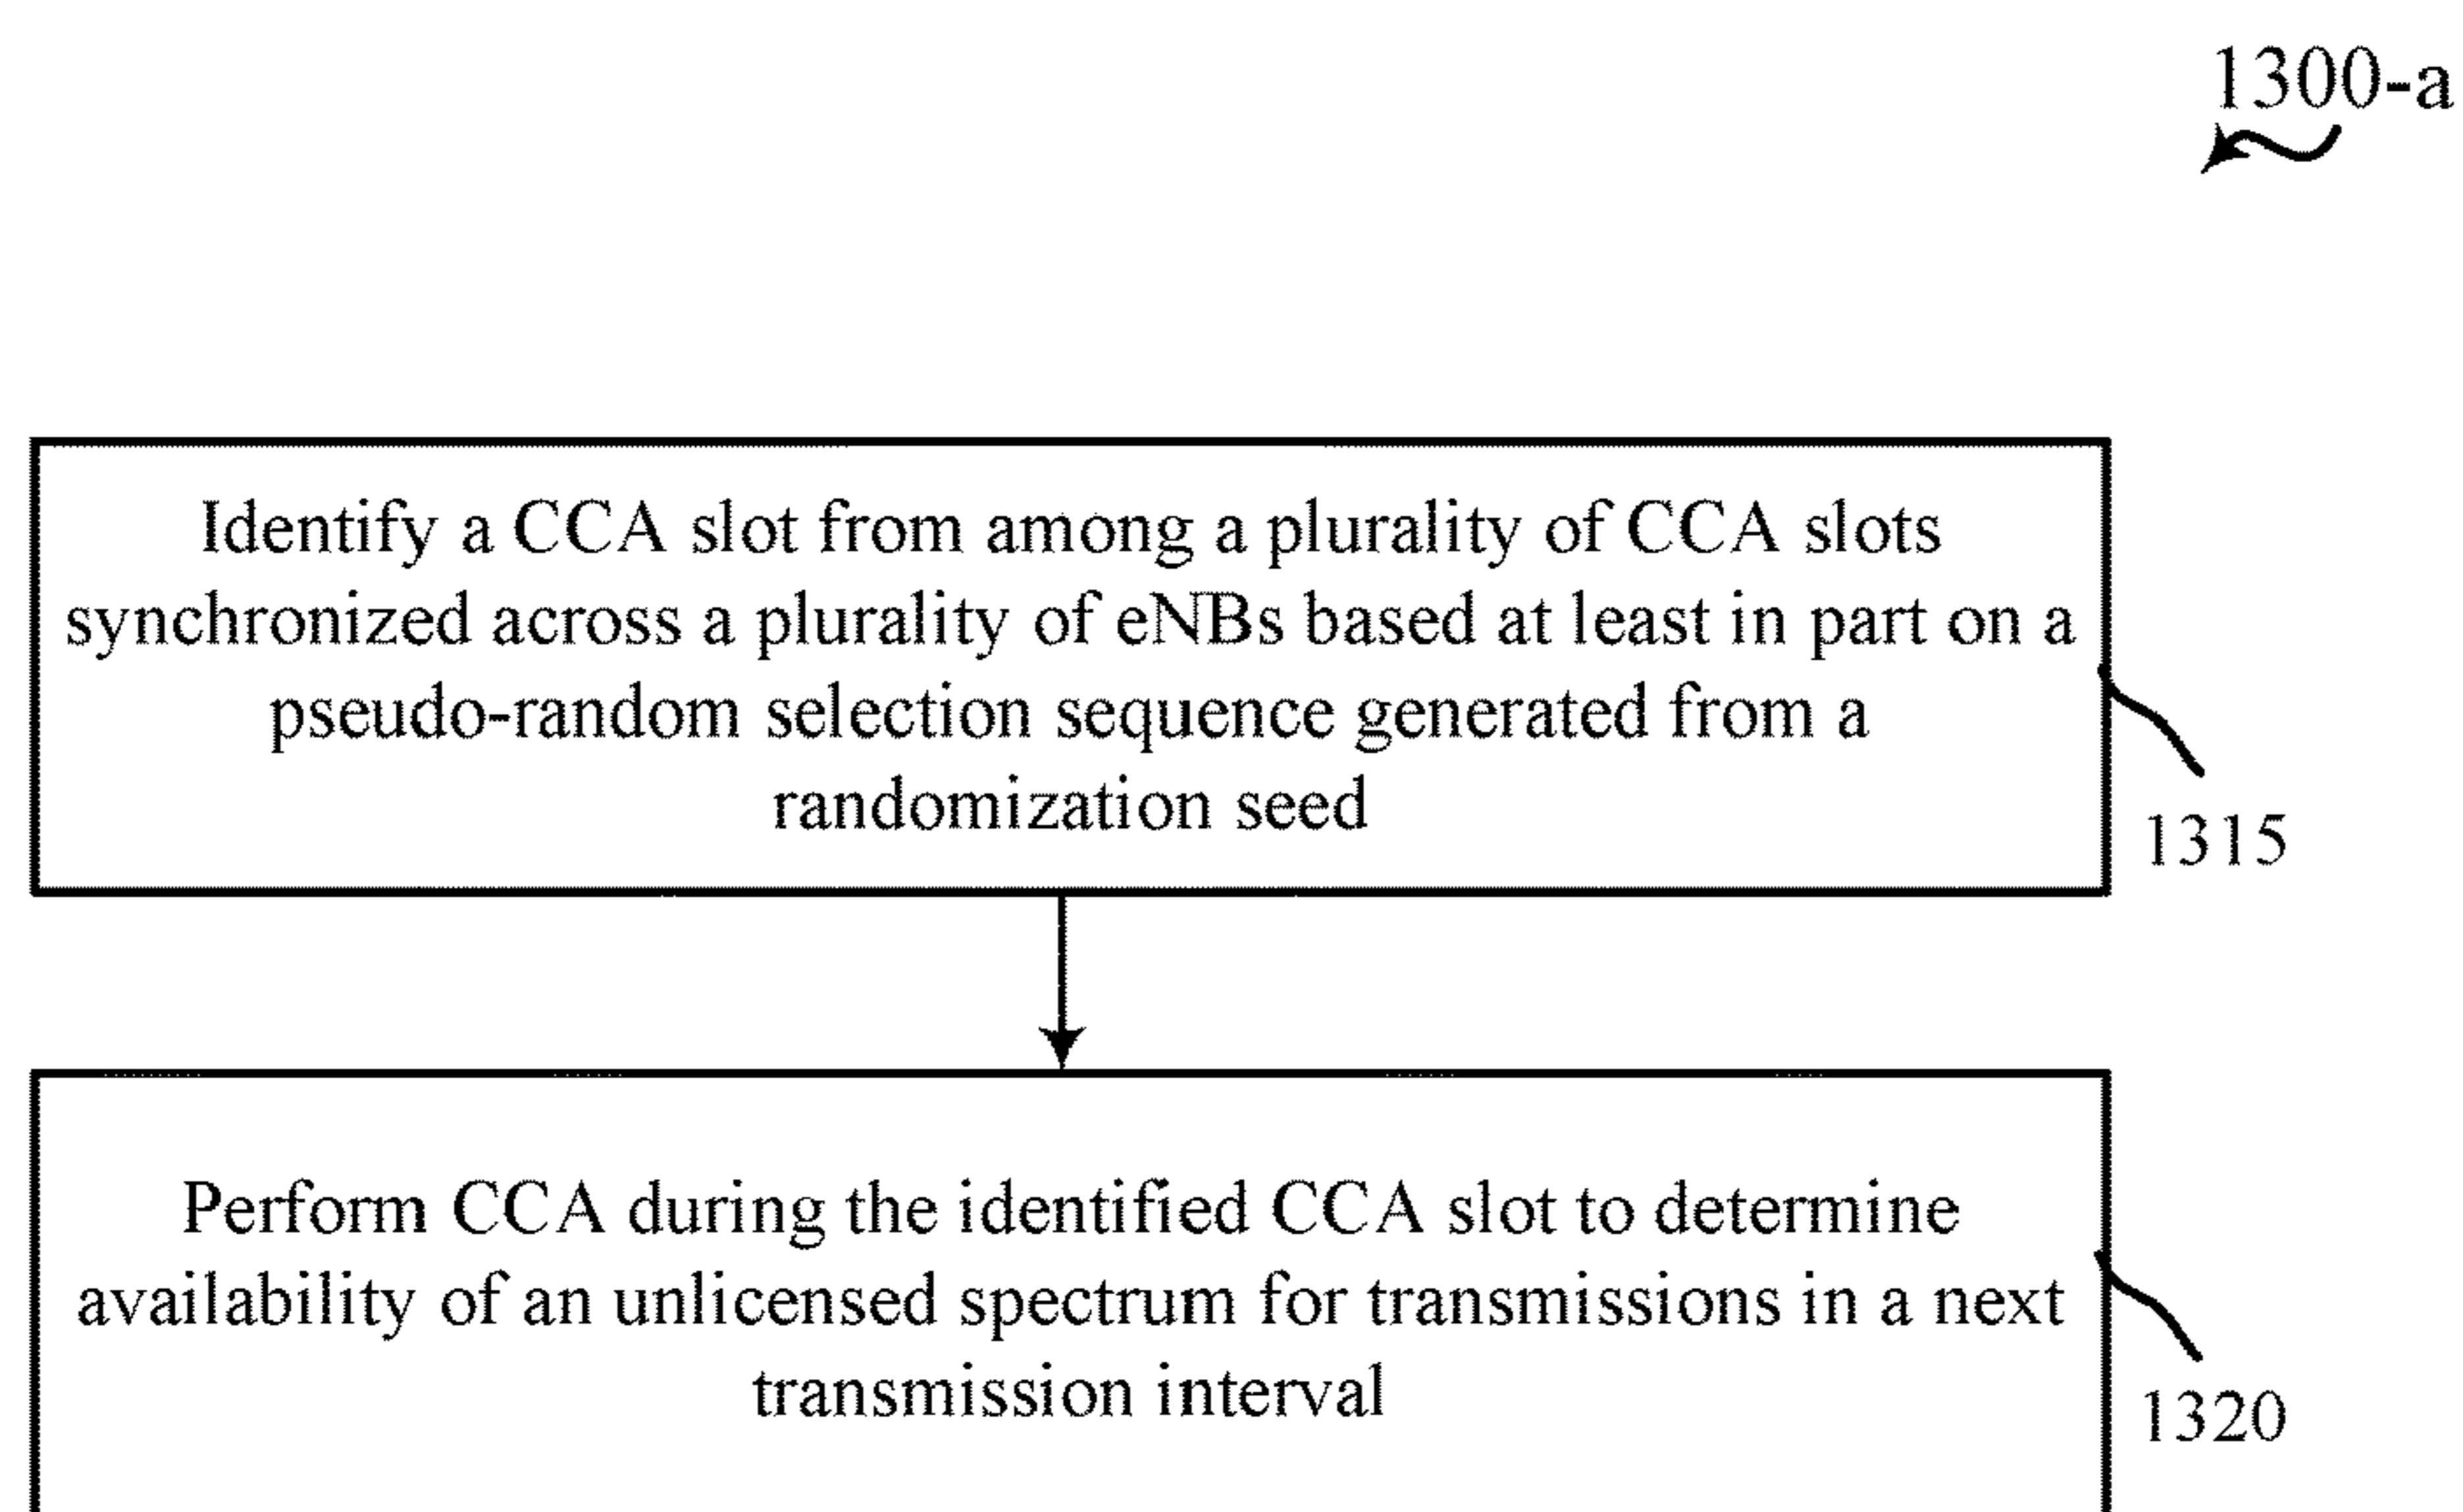 1300-a
Identify a CCA slot from among a plurality of CCA slots
synchronized across a plurality of eNBs based at least in part on a
pseudo-random selection sequence generated from a
randomization seed
1315
Perform CCA during the identified CCA slot to determine
availability of an unlicensed spectrum for transmissions in a next
transmission interval
1320